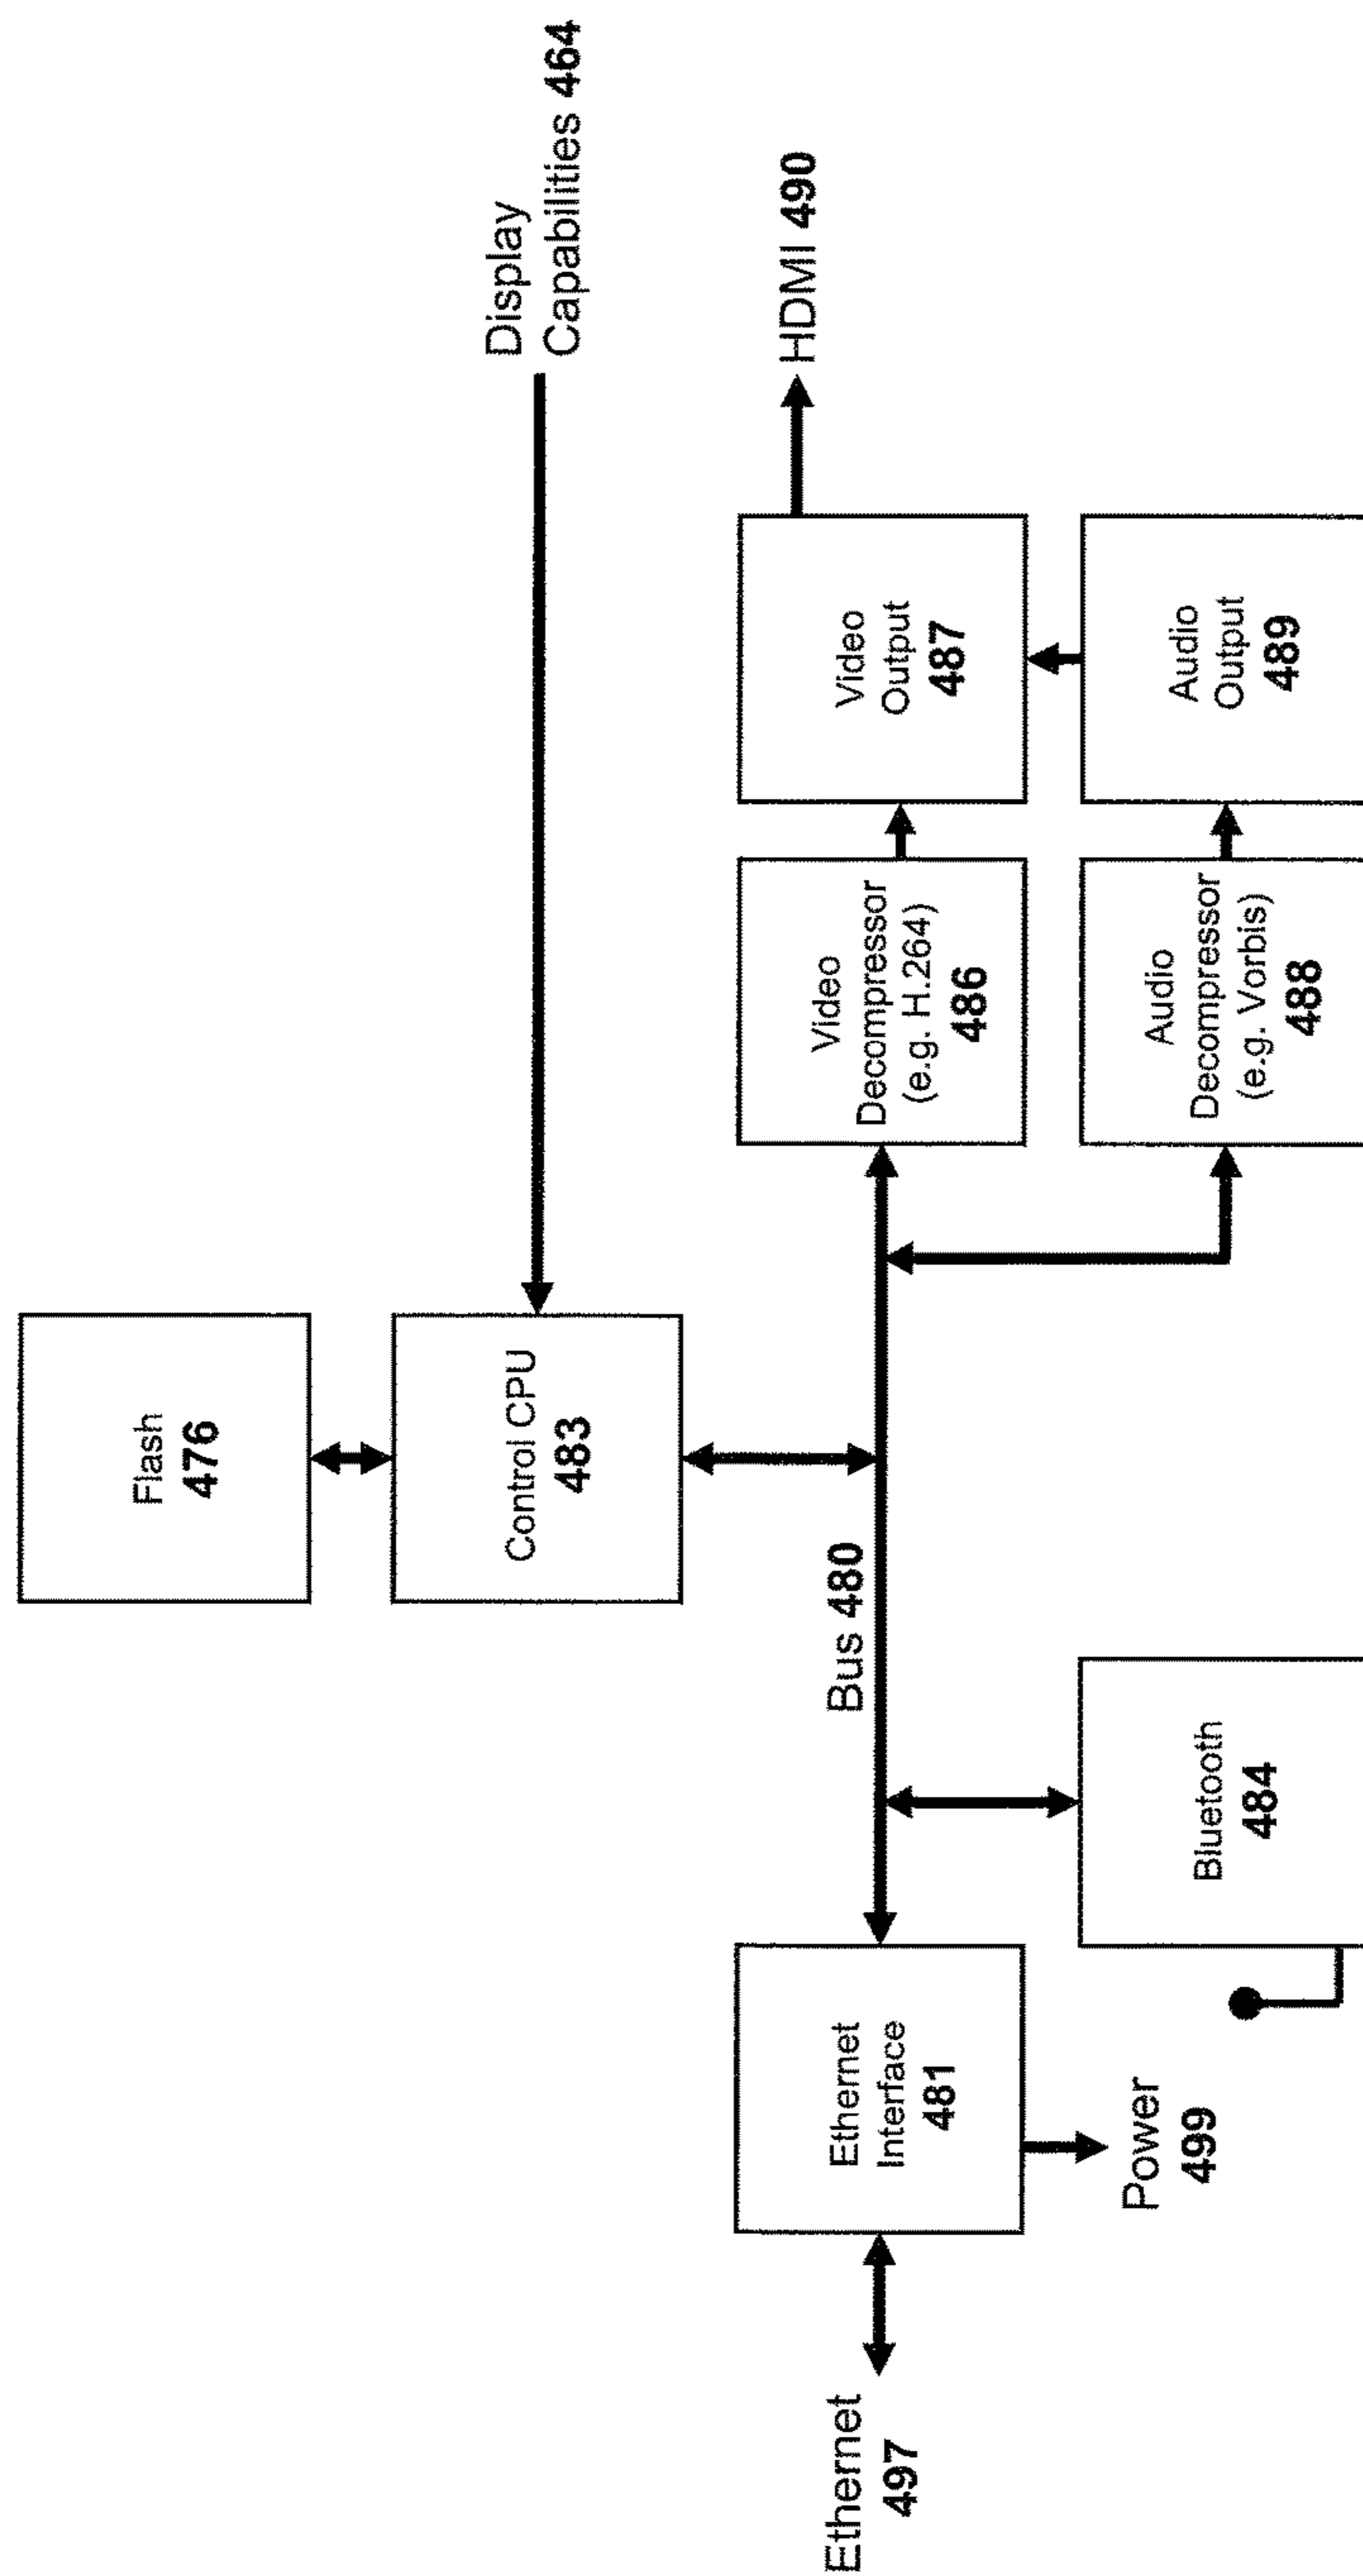 Flash
476
Control CPU
483
Display
Capabilities 464
Bus 480
Ethernet
497
Ethernet
Interface
481
Video
Decompressor
(e.g. H.264)
486
Video
Output
487
HDMI 490
Power
499
Bluetooth
484
Audio
Decompressor
(e.g. Vorbis)
488
Audio
Output
489